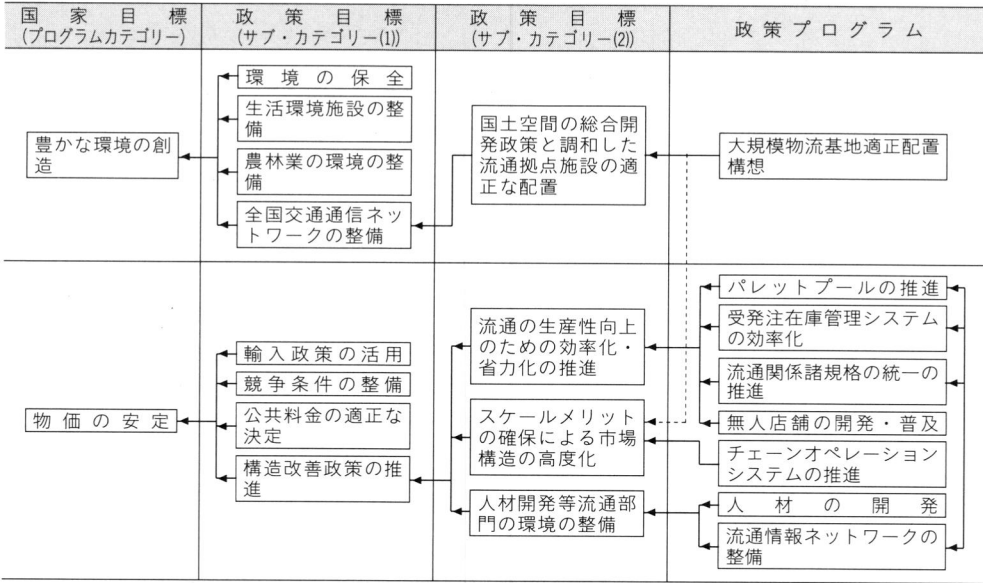 国家目標
(プログラムカテゴリー)
政策目標
(サブ・カテゴリー(1))
政策目標
(サブ・カテゴリー(2))
政策プログラム
豊かな環境の創
造
環境の保全
生活環境施設の整
備
農林業の環境の整
備
全国交通通信ネッ
トワークの整備
国土空間の総合開
発政策と調和した
流通拠点施設の適
正な配置
大規模物流基地適正配置
構想
物価の安定
輸入政策の活用
競争条件の整備
公共料金の適正な
決定
構造改善政策の推
進
流通の生産性向上
のための効率化・
省力化の推進
スケールメリット
の確保による市場
構造の高度化
人材開発等流通部
門の環境の整備
パレットプールの推進
受発注在庫管理システム
の効率化
流通関係諸規格の統一の
推進
無人店舗の開発・普及
チェーンオペレーション
システムの推進
人材の開発
流通情報ネットワークの
整備